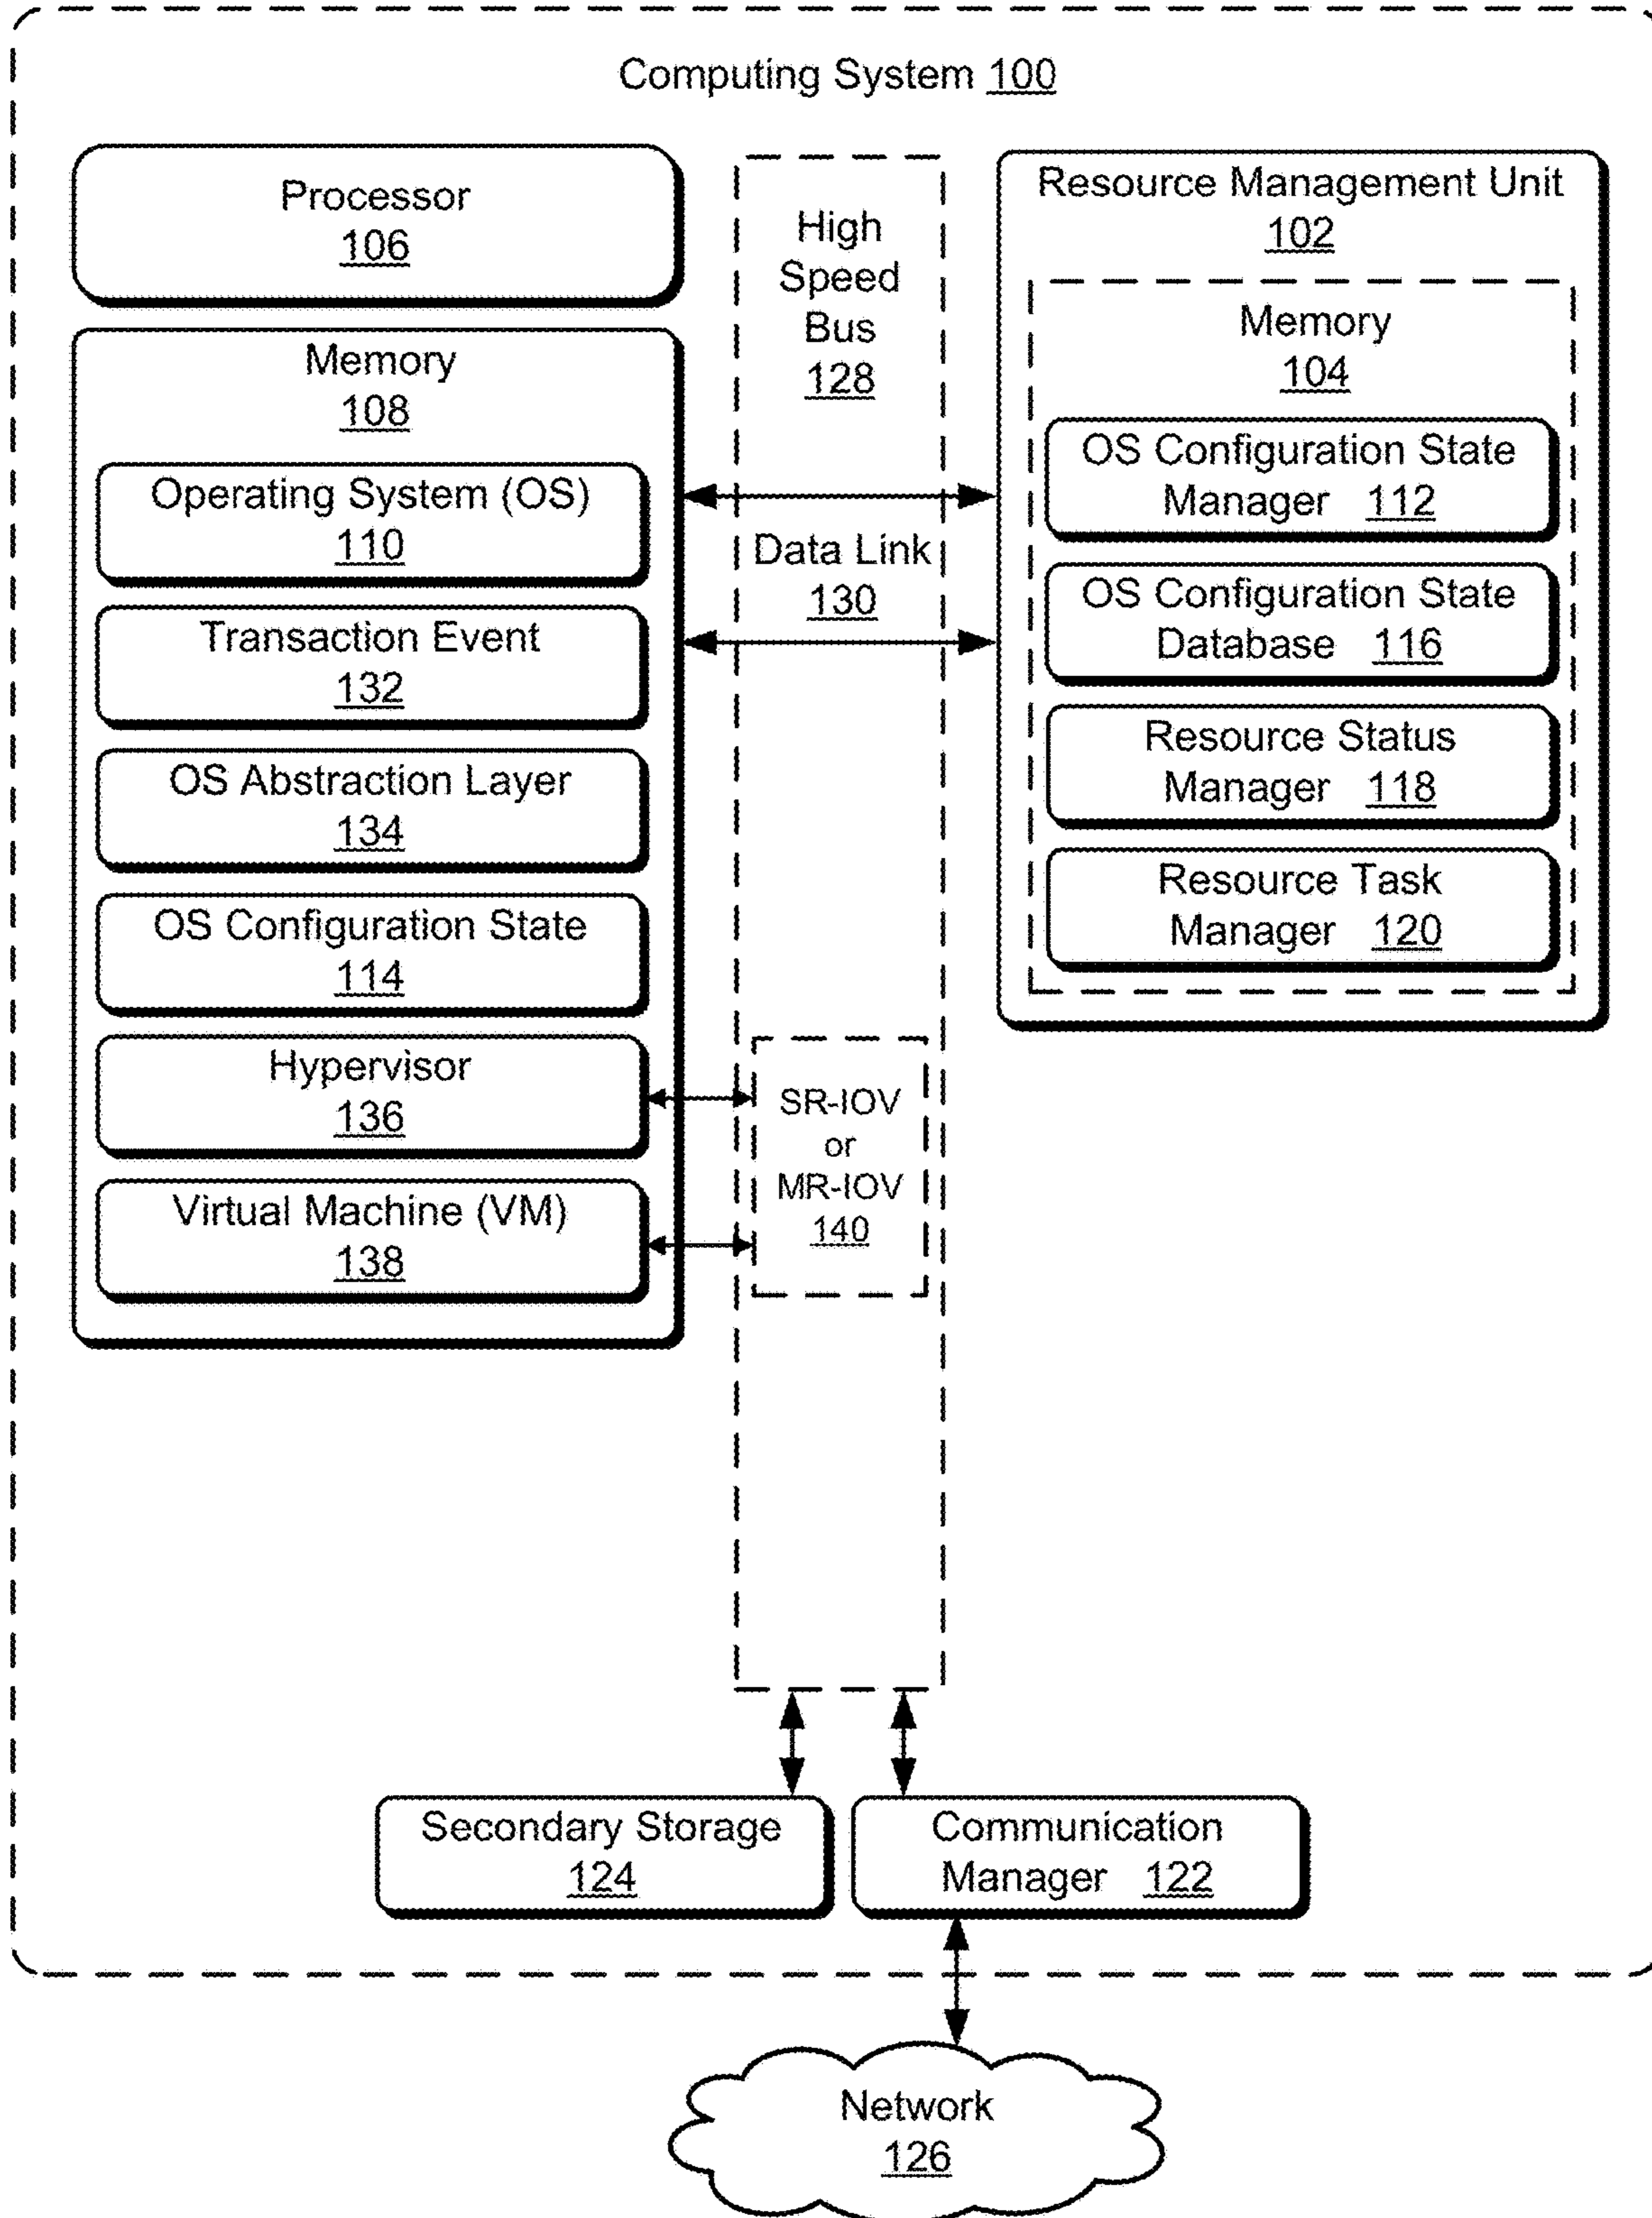 Computing System 100
Processor
106
Memory
108
Operating System (OS)
110
Transaction Event
132
OS Abstraction Layer
134
OS Configuration State
114
Hypervisor
136
Virtual Machine (VM)
138
High
Speed
Bus
128
Data Link
130
SR-IOV
or
MR-IOV
140
Resource Management Unit
102
Memory
104
OS Configuration State
Manager 112
OS Configuration State
Database 116
Resource Status
Manager 118
Resource Task
Manager 120
Secondary Storage
124
Communication
Manager 122
Network
126